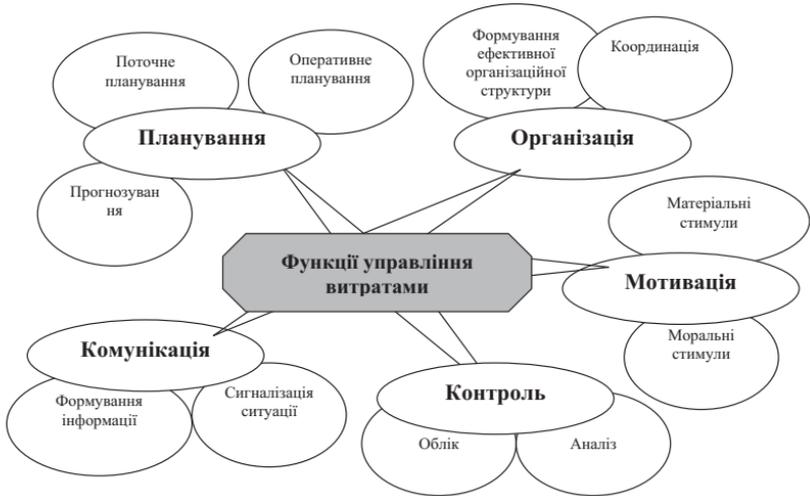 Поточне
планування
Оперативне
планування
Планування
Прогнозуван
ня
Формування
ефективної
організаційної
структури
Координація
Організація
Матеріальні
стимули
Мотивація
Моральні
стимули
Функції управління
витратами
Комунікація
Формування
інформації
Сигналізація
ситуації
Контроль
Облік
Аналіз